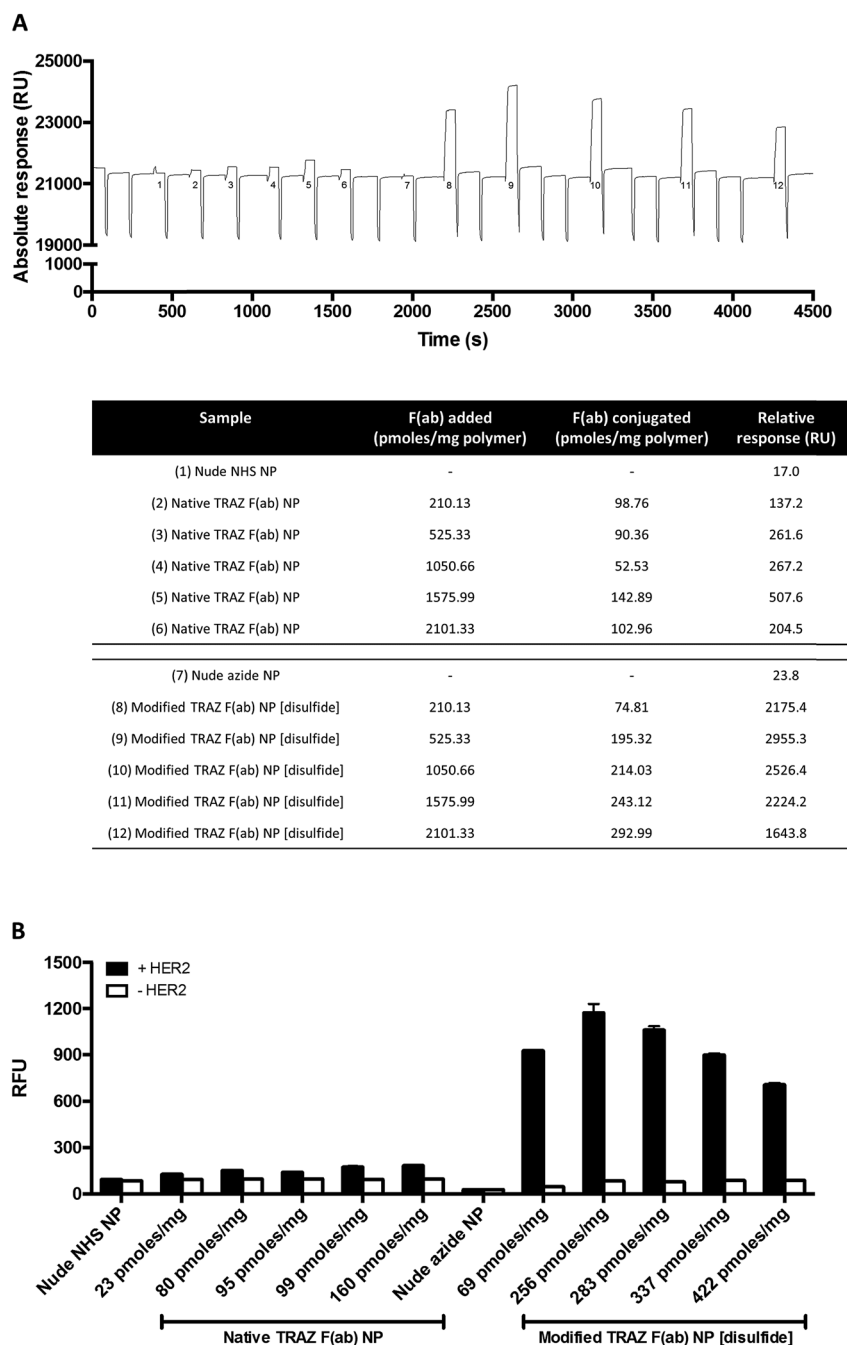 A
25000
23000
21000
19000
1000
0
Absolute response (RU)
1 2 3 4 5 6 7 8 9 10 11 12
0 500 1000 1500 2000 2500 3000 3500 4000 4500
Time (s)
Sample F(ab) added (pmoles/mg polymer) F(ab) conjugated (pmoles/mg polymer) Relative response (RU)
(1) Nude NHS NP - - 17.0
(2) Native TRAZ F(ab) NP 210.13 98.76 137.2
(3) Native TRAZ F(ab) NP 525.33 90.36 261.6
(4) Native TRAZ F(ab) NP 1050.66 52.53 267.2
(5) Native TRAZ F(ab) NP 1575.99 142.89 507.6
(6) Native TRAZ F(ab) NP 2101.33 102.96 204.5
(7) Nude azide NP - - 23.8
(8) Modified TRAZ F(ab) NP [disulfide] 210.13 74.81 2175.4
(9) Modified TRAZ F(ab) NP [disulfide] 525.33 195.32 2955.3
(10) Modified TRAZ F(ab) NP [disulfide] 1050.66 214.03 2526.4
(11) Modified TRAZ F(ab) NP [disulfide] 1575.99 243.12 2224.2
(12) Modified TRAZ F(ab) NP [disulfide] 2101.33 292.99 1643.8
B
1500
1200
900
600
300
0
RFU
+ HER2
- HER2
Nude NHS NP
23 pmoles/mg
80 pmoles/mg
95 pmoles/mg
99 pmoles/mg
160 pmoles/mg
Nude azide NP
69 pmoles/mg
256 pmoles/mg
283 pmoles/mg
337 pmoles/mg
422 pmoles/mg
Native TRAZ F(ab) NP
Modified TRAZ F(ab) NP [disulfide]